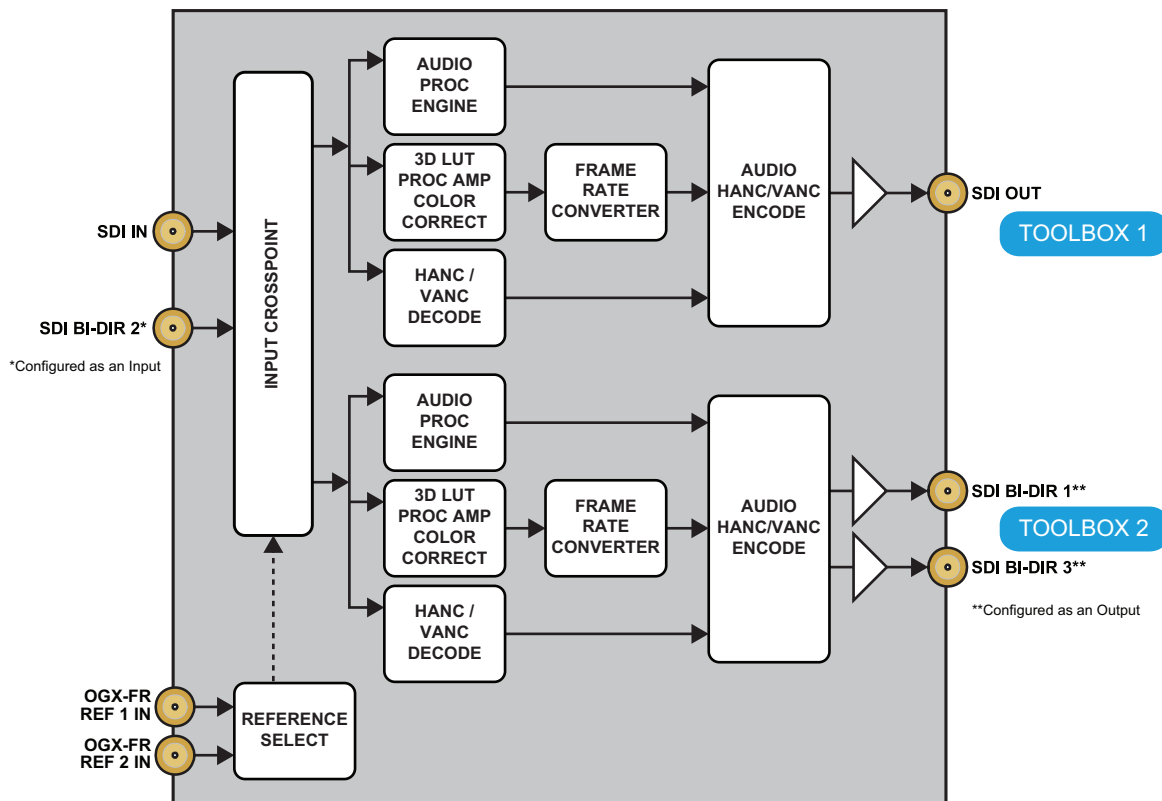 SDI IN
SDI BI-DIR 2*
*Configured as an Input
OGX-FR
REF 1 IN
OGX-FR
REF 2 IN
INPUT CROSSPOINT
REFERENCE
SELECT
AUDIO
PROC
ENGINE
3D LUT
PROC AMP
COLOR
CORRECT
HANC /
VANC
DECODE
FRAME
RATE
CONVERTER
AUDIO
HANC/VANC
ENCODE
SDI OUT
TOOLBOX 1
AUDIO
PROC
ENGINE
3D LUT
PROC AMP
COLOR
CORRECT
HANC /
VANC
DECODE
FRAME
RATE
CONVERTER
AUDIO
HANC/VANC
ENCODE
SDI BI-DIR 1**
TOOLBOX 2
SDI BI-DIR 3**
**Configured as an Output